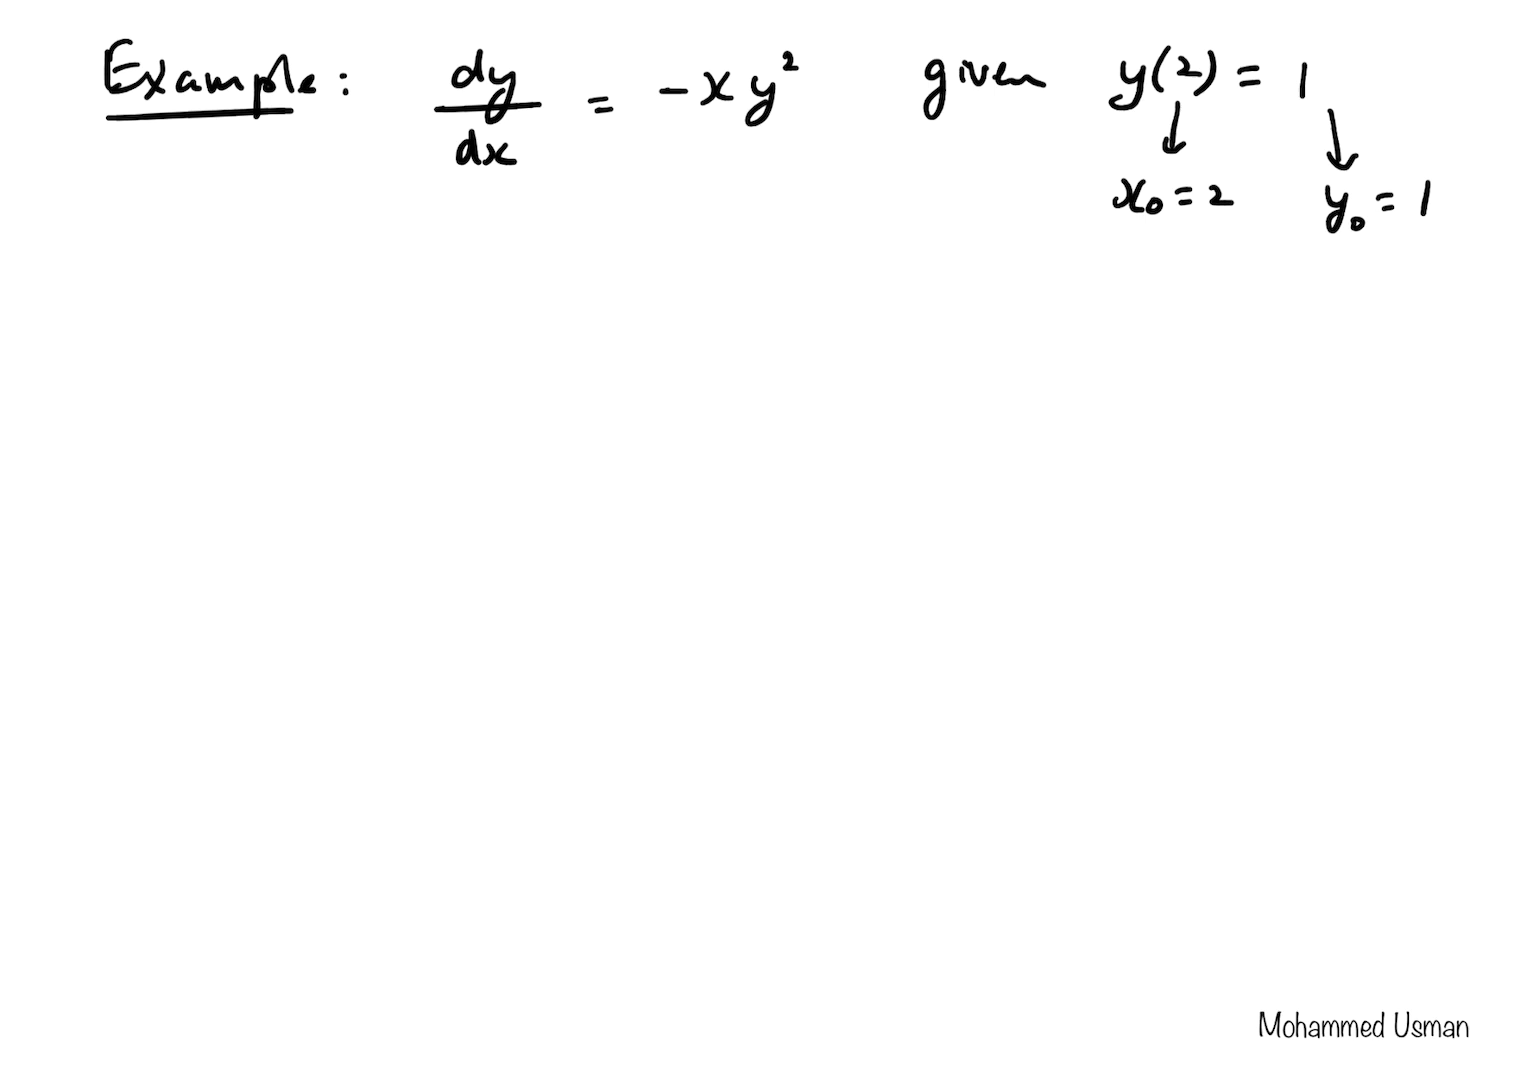 Example: dy/dx = -xy² given y(2) = 1
↓ ↓
x₀ = 2 y₀ = 1
Mohammed Usman